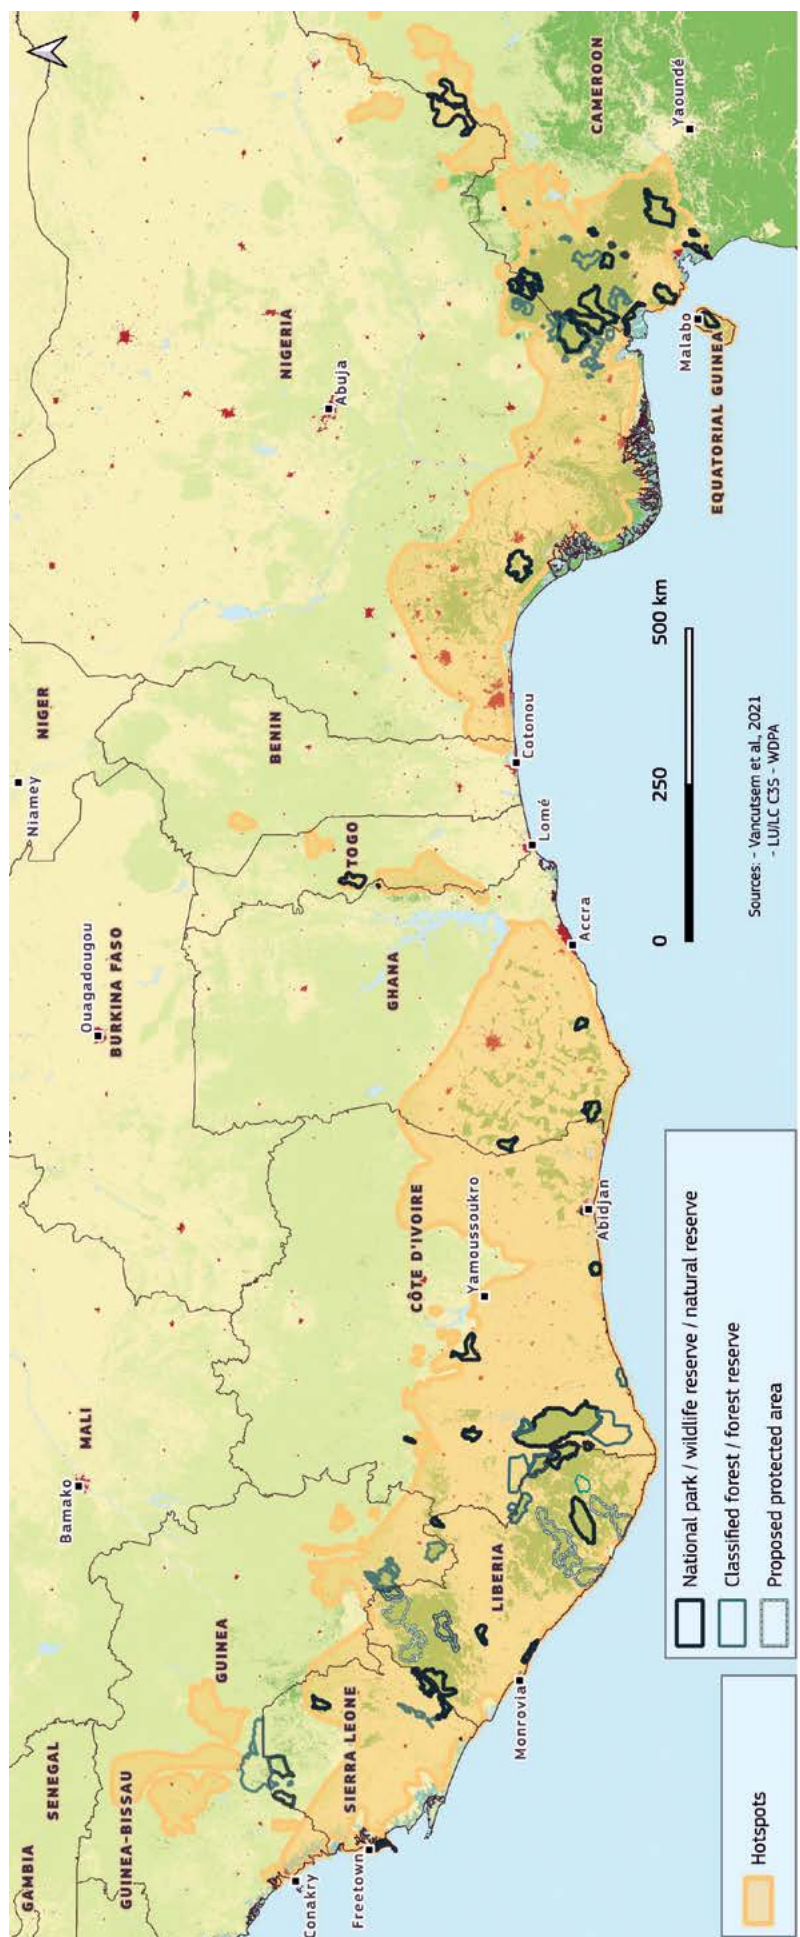 GAMBIA
SENEGAL
GUINEA-BISSAU
GUINEA
Conakry
Freetown
SIERRA LEONE
Monrovia
LIBERIA
Bamako
MALI
CÔTE D'IVOIRE
Yamoussoukro
Abidjan
Ouagadougou
BURKINA FASO
GHANA
Accra
TOGO
Lomé
Niamey
NIGER
BENIN
Cotonou
NIGERIA
Abuja
CAMEROON
Yaoundé
Malabo
EQUATORIAL GUINEA
0
250
500 km
Sources: - Vancutsem et al., 2021
- LU/LC C3S - WDPA
Hotspots
National park / wildlife reserve / natural reserve
Classified forest / forest reserve
Proposed protected area